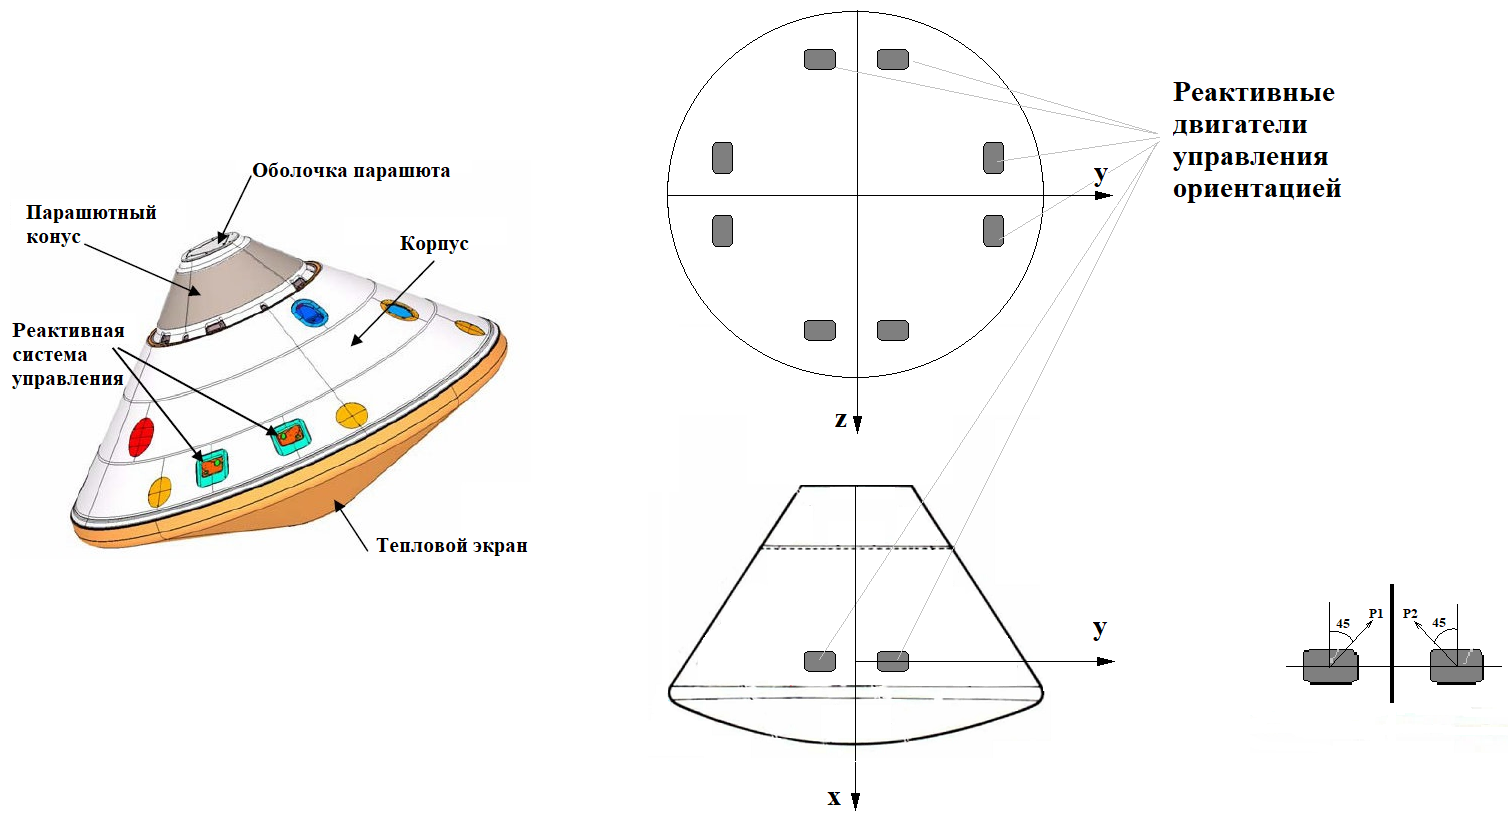 Оболочка парашюта
Парашютный
конус
Корпус
Реактивная
система
управления
Тепловой экран
Реактивные
двигатели
управления
ориентацией
y
z
y
x
45
P1
P2
45